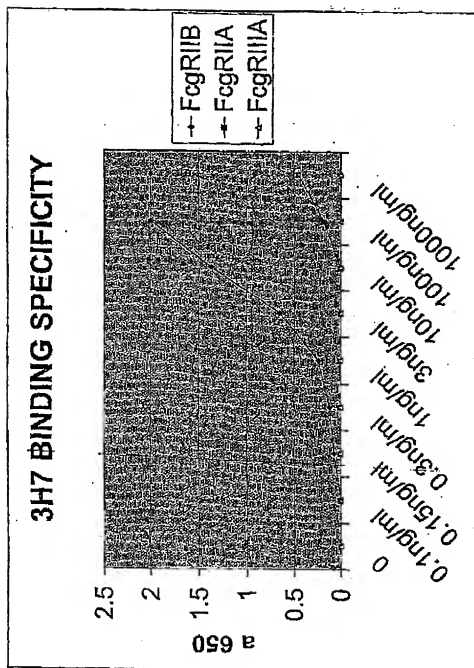 3H7 BINDING SPECIFICITY
a 650
2.5
2
1.5
1
0.5
0
0
0.1ng/ml
0.15ng/ml
0.3ng/ml
1ng/ml
3ng/ml
10ng/ml
100ng/ml
1000ng/ml
FcgRIIB
FcgRIIA
FcgRIIIA